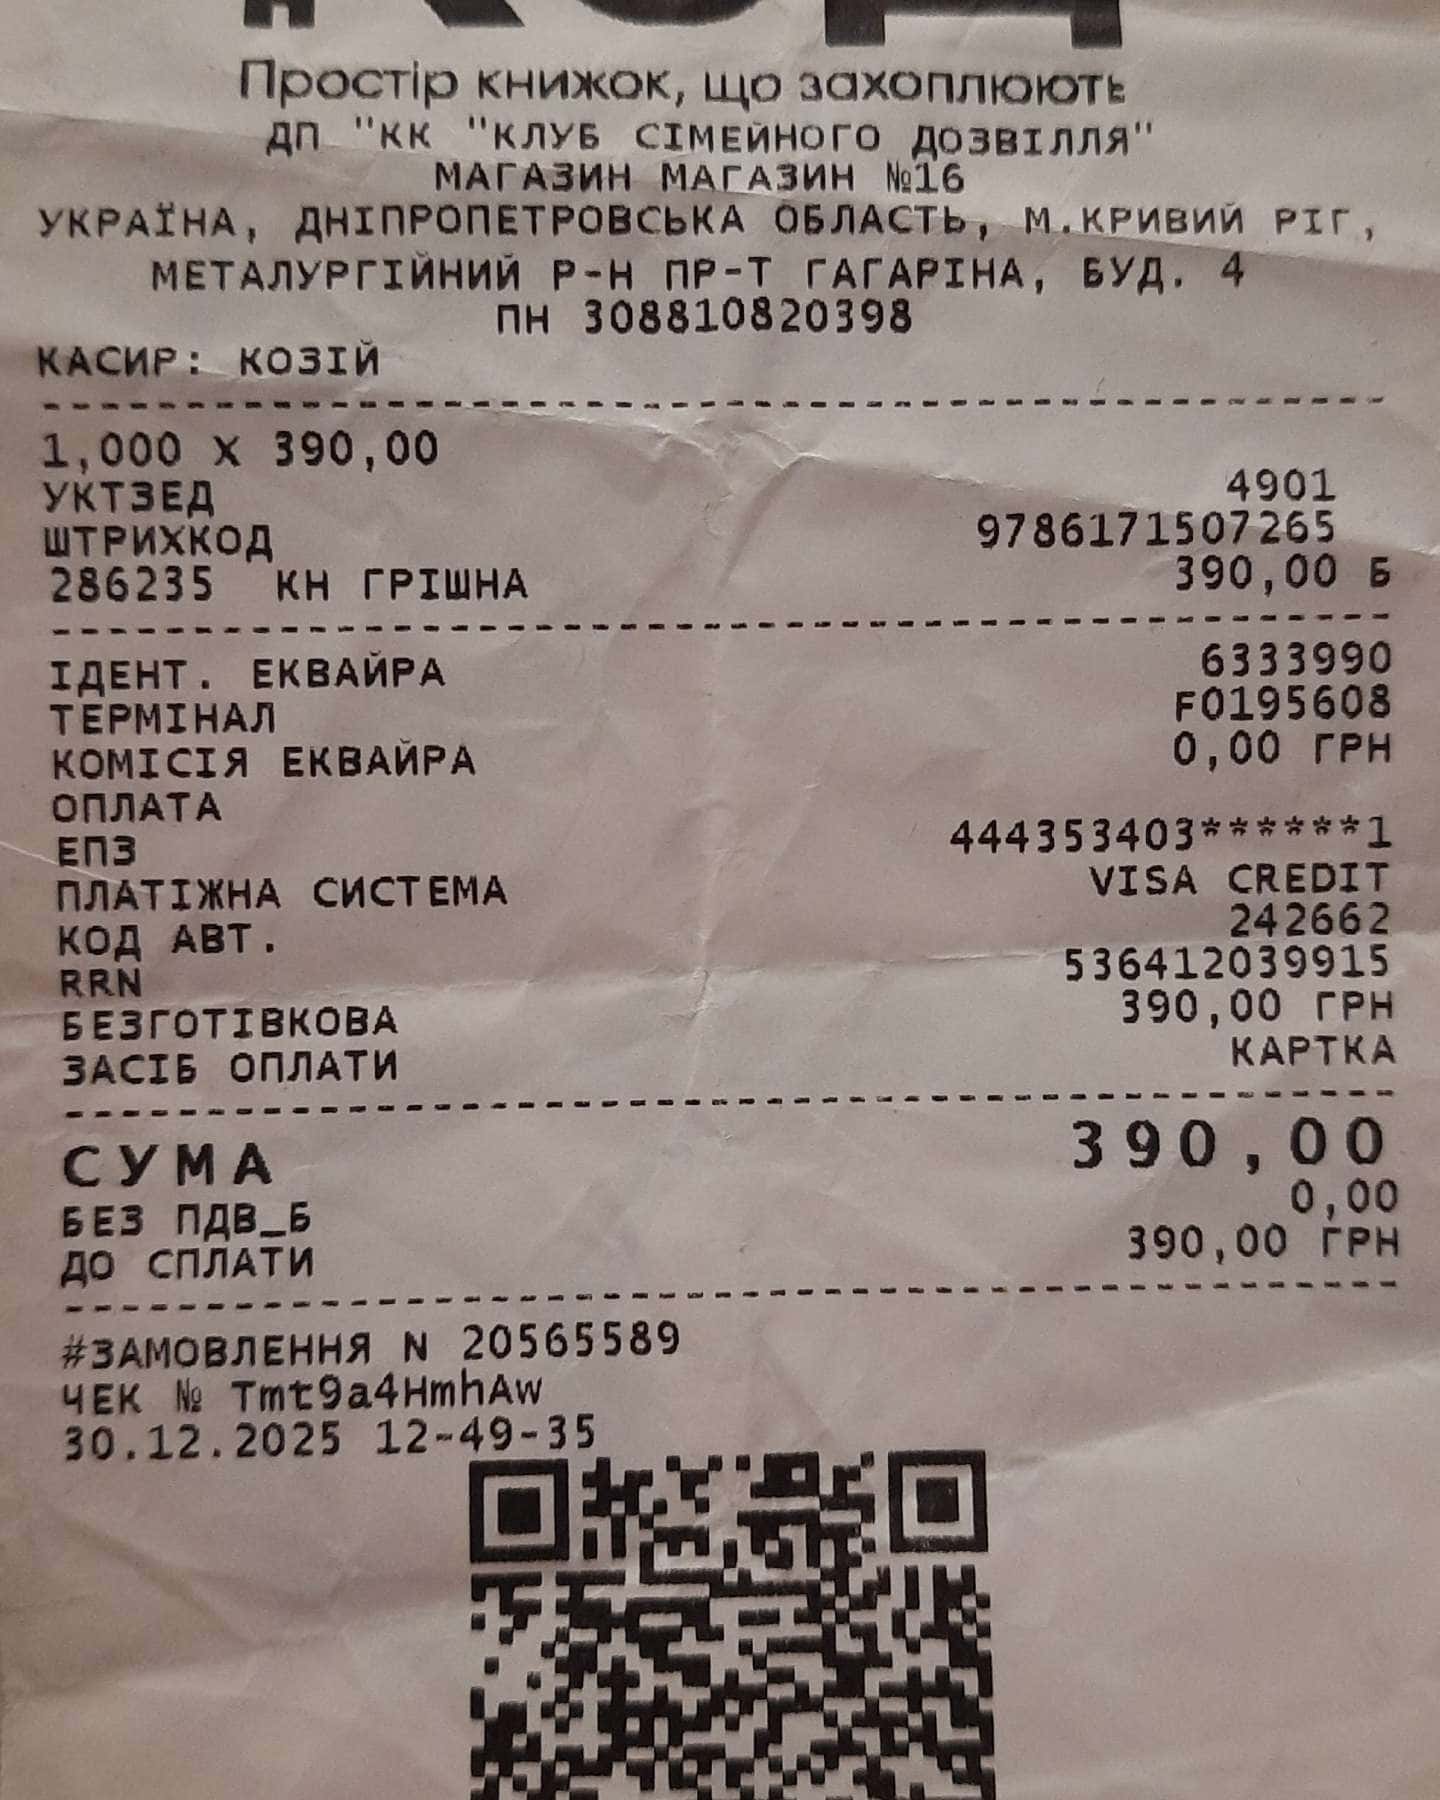 Простір книжок, що захоплюють
ДП "КК "КЛУБ СІМЕЙНОГО ДОЗВІЛЛЯ"
МАГАЗИН МАГАЗИН №16
УКРАЇНА, ДНІПРОПЕТРОВСЬКА ОБЛАСТЬ, М.КРИВИЙ РІГ,
МЕТАЛУРГІЙНИЙ Р-Н ПР-Т ГАГАРІНА, БУД. 4
ПН 308810820398
КАСИР: КОЗІЙ
1,000 X 390,00
УКТЗЕД 4901
ШТРИХКОД 9786171507265
286235 КН ГРІШНА 390,00 Б
ІДЕНТ. ЕКВАЙРА 6333990
ТЕРМІНАЛ F0195608
КОМІСІЯ ЕКВАЙРА 0,00 ГРН
ОПЛАТА
ЕПЗ 444353403******1
ПЛАТІЖНА СИСТЕМА VISA CREDIT
КОД АВТ. 242662
RRN 536412039915
БЕЗГОТІВКОВА 390,00 ГРН
ЗАСІБ ОПЛАТИ КАРТКА
СУМА 390,00
БЕЗ ПДВ_Б 0,00
ДО СПЛАТИ 390,00 ГРН
#ЗАМОВЛЕННЯ N 20565589
ЧЕК № Tmt9a4HmhAw
30.12.2025 12-49-35